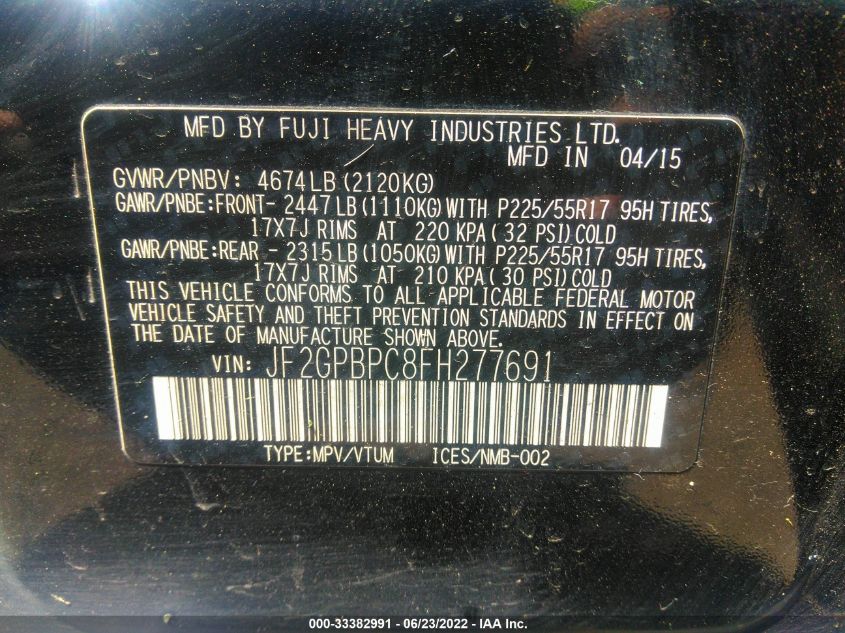 MFD BY FUJI HEAVY INDUSTRIES LTD.
MFD IN 04/15
GVWR/PNBV: 4674LB(2120KG)
GAWR/PNBE:FRONT- 2447LB(1110KG)WITH P225/55R17 95H TIRES,
17X7J RIMS AT 220 KPA( 32 PSI)COLD
GAWR/PNBE:REAR - 2315LB(1050KG)WITH P225/55R17 95H TIRES,
17X7J RIMS AT 210 KPA( 30 PSI)COLD
THIS VEHICLE CONFORMS TO ALL APPLICABLE FEDERAL MOTOR
VEHICLE SAFETY AND THEFT PREVENTION STANDARDS IN EFFECT ON
THE DATE OF MANUFACTURE SHOWN ABOVE.
VIN: JF2GPBPC8FH277691
TYPE:MPV/VTUM ICES/NMB-002
000-33382991 - 06/23/2022 - IAA Inc.